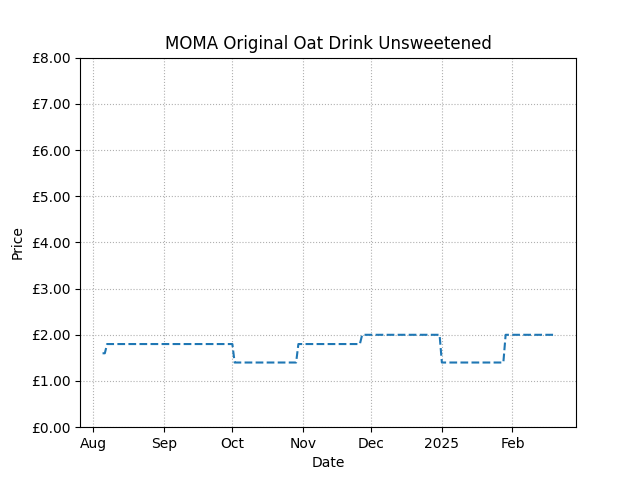 MOMA Original Oat Drink Unsweetened
£8.00
£7.00
£6.00
£5.00
£4.00
£3.00
£2.00
£1.00
£0.00
Price
Aug Sep Oct Nov Dec 2025 Feb
Date